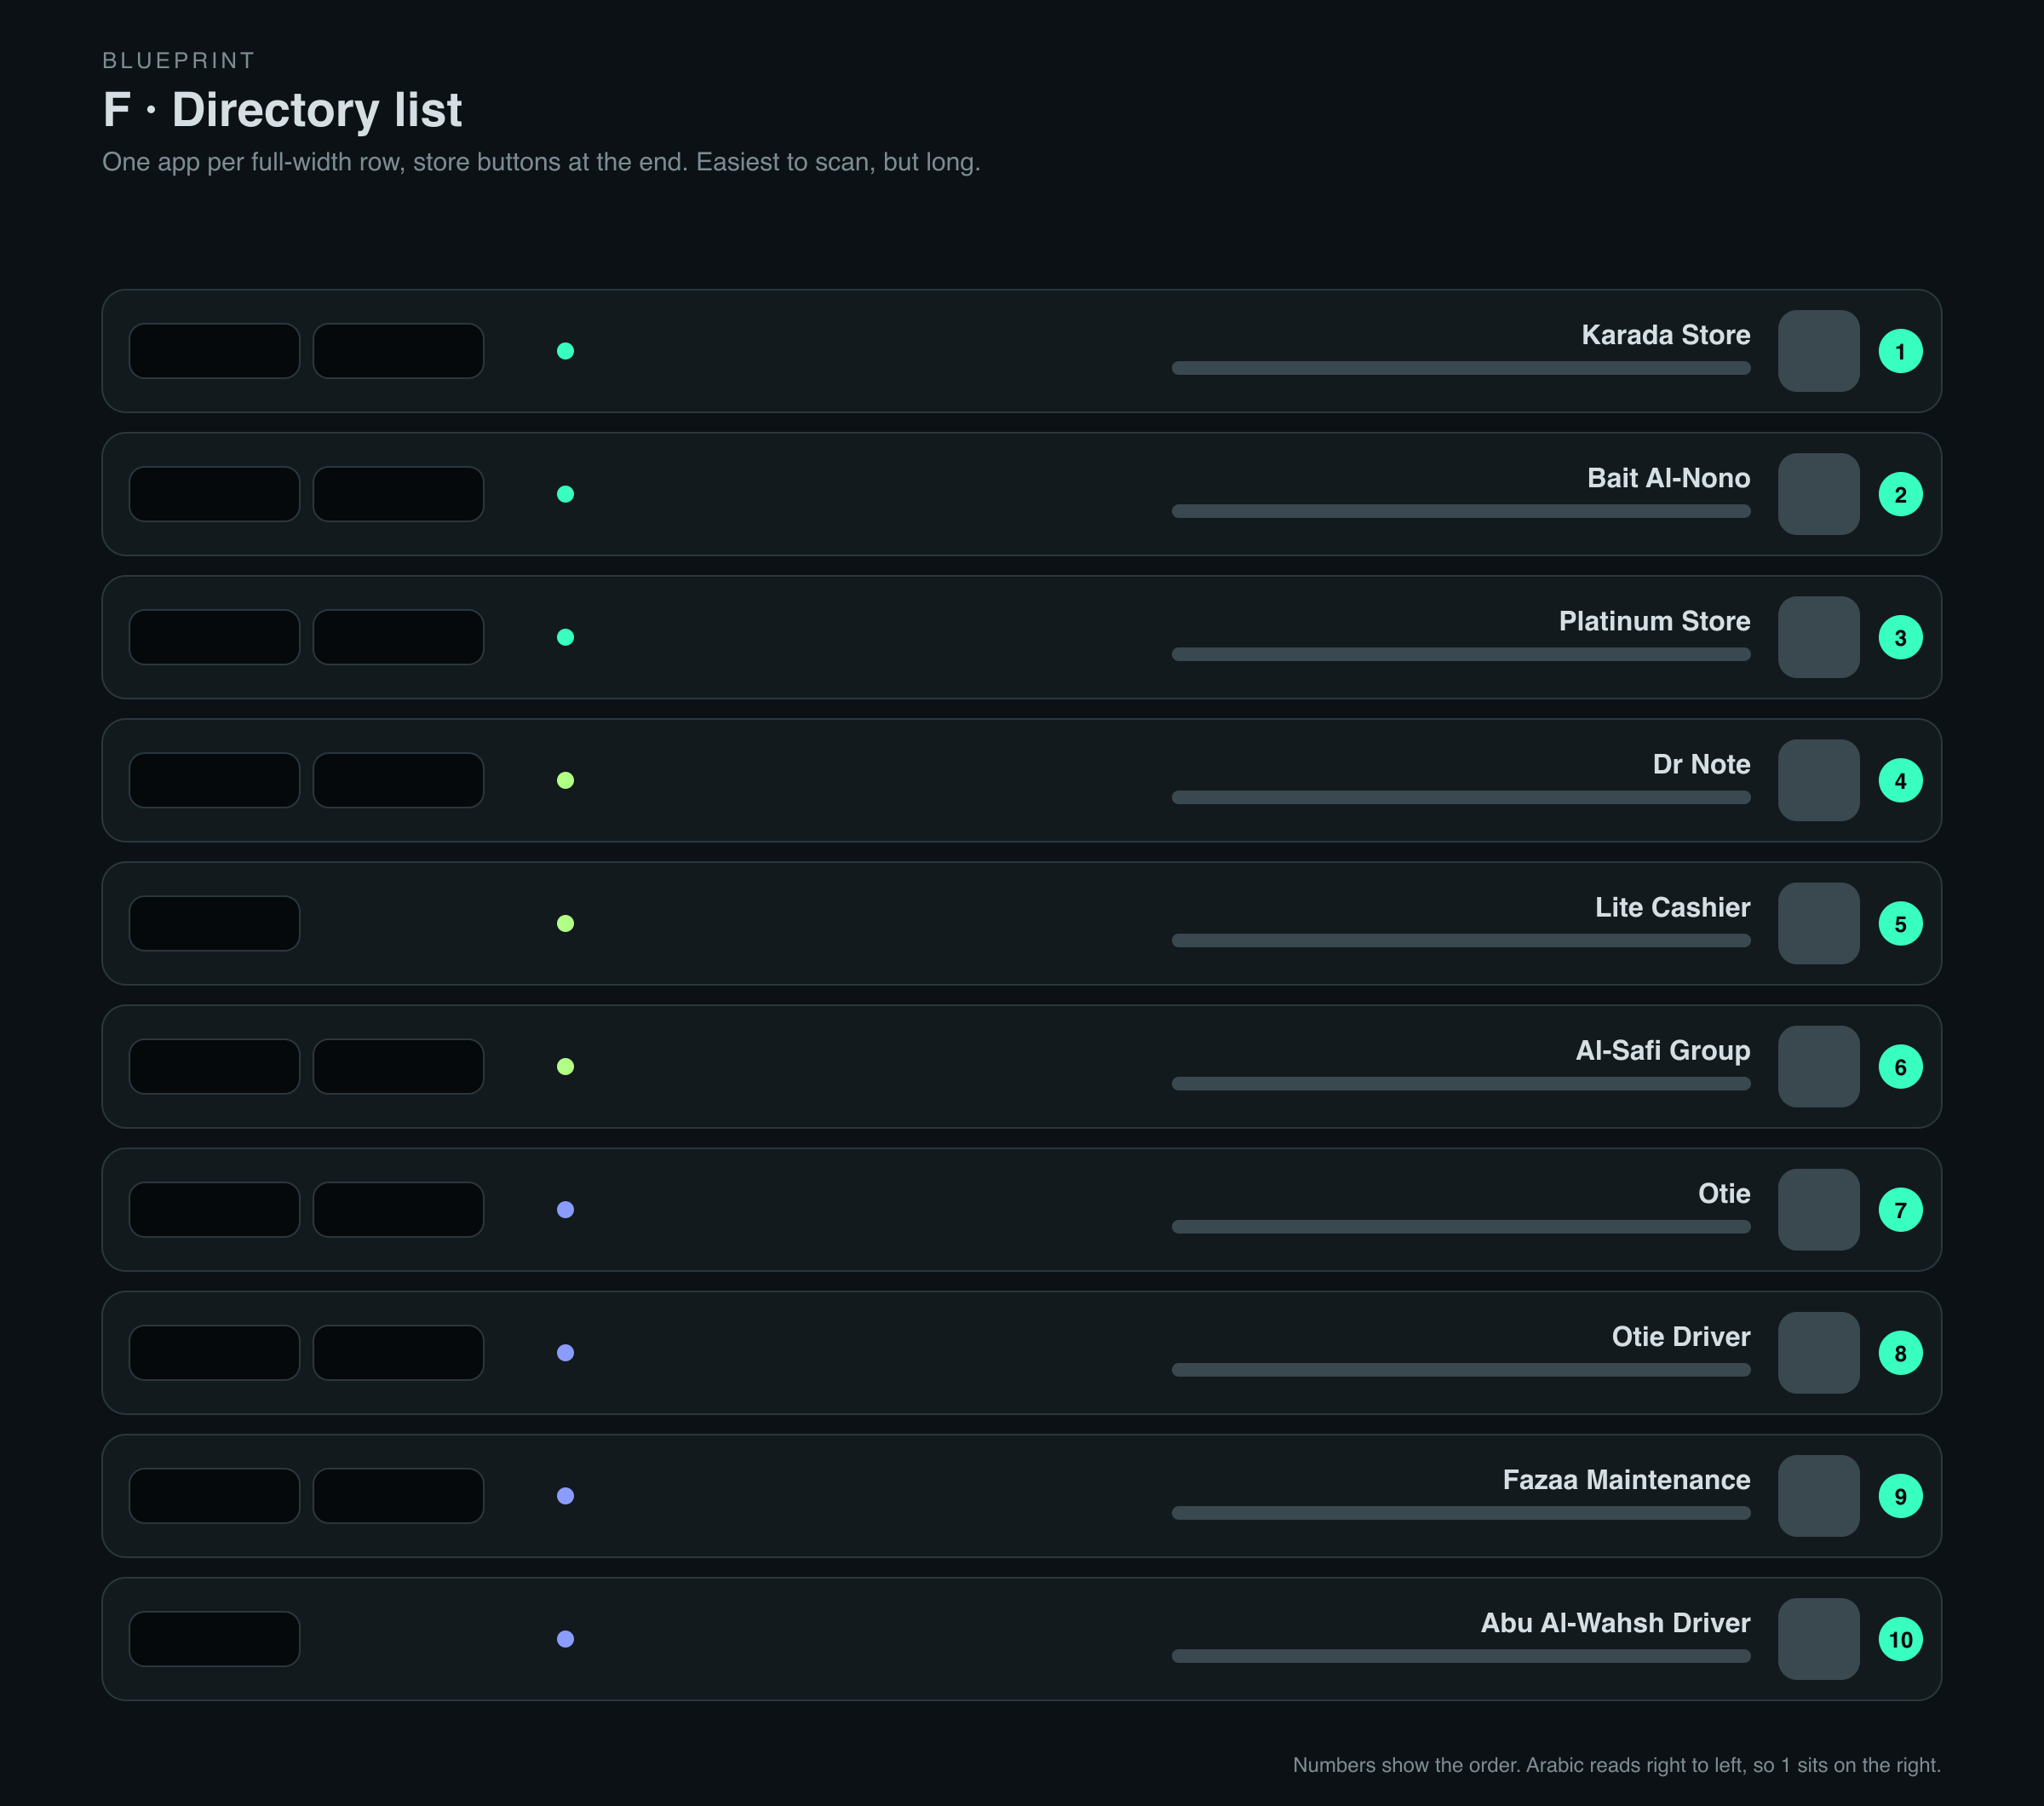 BLUEPRINT
F · Directory list
One app per full-width row, store buttons at the end. Easiest to scan, but long.
Karada Store
1
Bait Al-Nono
2
Platinum Store
3
Dr Note
4
Lite Cashier
5
Al-Safi Group
6
Otie
7
Otie Driver
8
Fazaa Maintenance
9
Abu Al-Wahsh Driver
10
Numbers show the order. Arabic reads right to left, so 1 sits on the right.